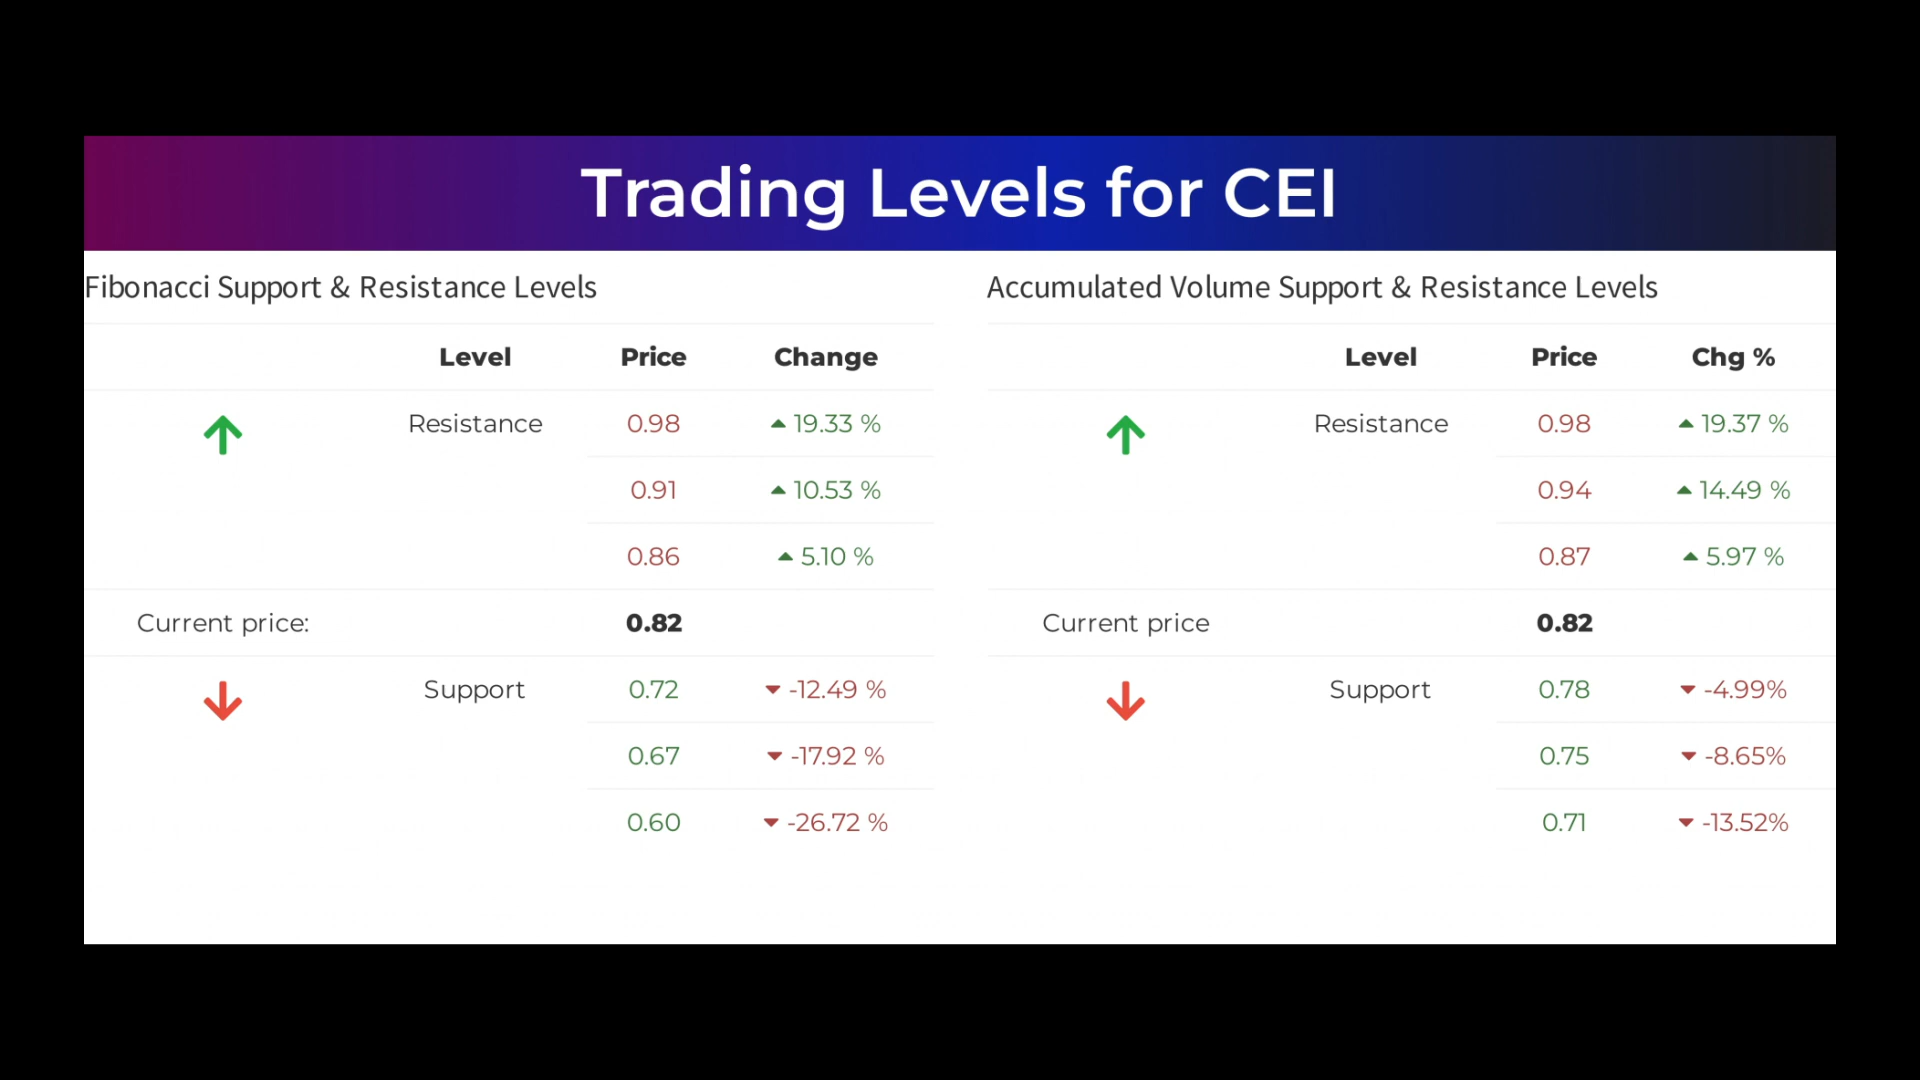 Trading Levels for CEI
Fibonacci Support & Resistance Levels
Level Price Change
Resistance 0.98 19.33 %
0.91 10.53 %
0.86 5.10 %
Current price: 0.82
Support 0.72 -12.49 %
0.67 -17.92 %
0.60 -26.72 %
Accumulated Volume Support & Resistance Levels
Level Price Chg %
Resistance 0.98 19.37 %
0.94 14.49 %
0.87 5.97 %
Current price 0.82
Support 0.78 -4.99%
0.75 -8.65%
0.71 -13.52%